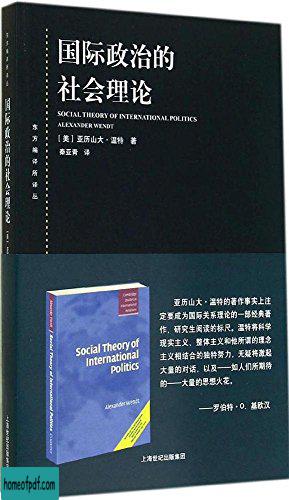 国际政治的
社会理论
SOCIAL THEORY OF INTERNATIONAL POLITICS
ALEXANDER WENDT
[美] 亚历山大·温特 著
秦亚青 译
东方编译所译丛
国际政治的社会理论
亚历山大·温特的著作事实上注
定要成为国际关系理论的一部经典著
作,研究生阅读的标尺。温特将科学
现实主义、整体主义和他所谓的理念
主义相结合的独特努力,无疑将激起
大量的对话,以及——如人们所期待
的——大量的思想火花。
——罗伯特·O. 基欧汉
Social Theory of
International
Politics
Alexander Wendt
上海世纪出版集团
homeofpdf.com